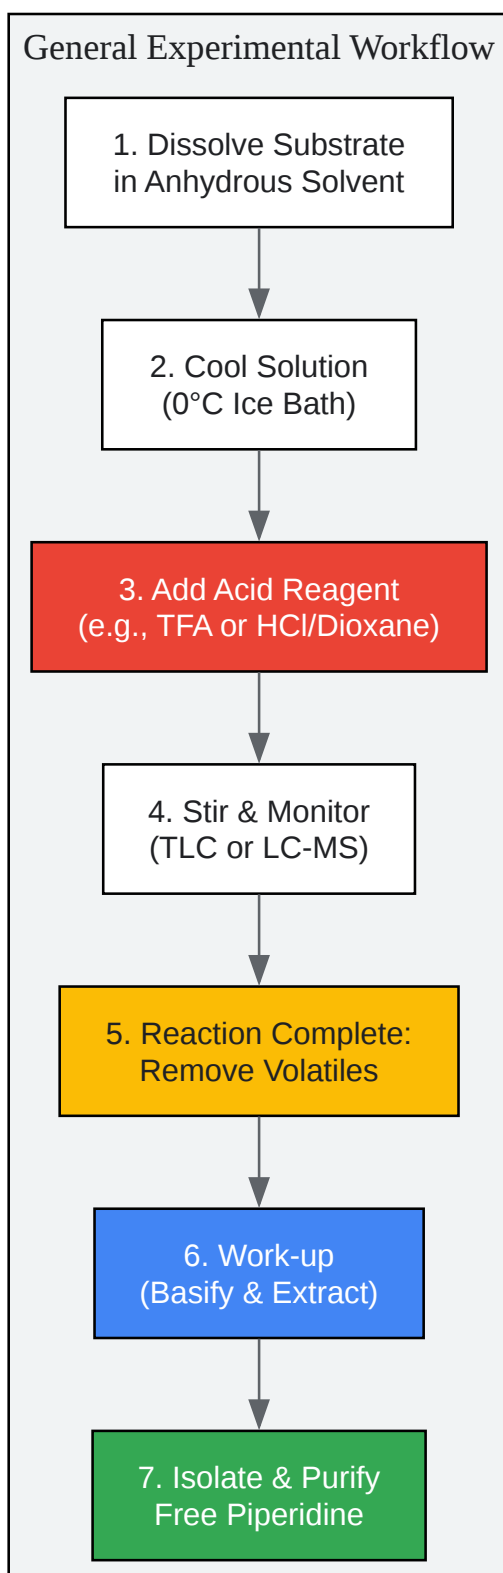 General Experimental Workflow
1. Dissolve Substrate
in Anhydrous Solvent
2. Cool Solution
(0°C Ice Bath)
3. Add Acid Reagent
(e.g., TFA or HCl/Dioxane)
4. Stir & Monitor
(TLC or LC-MS)
5. Reaction Complete:
Remove Volatiles
6. Work-up
(Basify & Extract)
7. Isolate & Purify
Free Piperidine